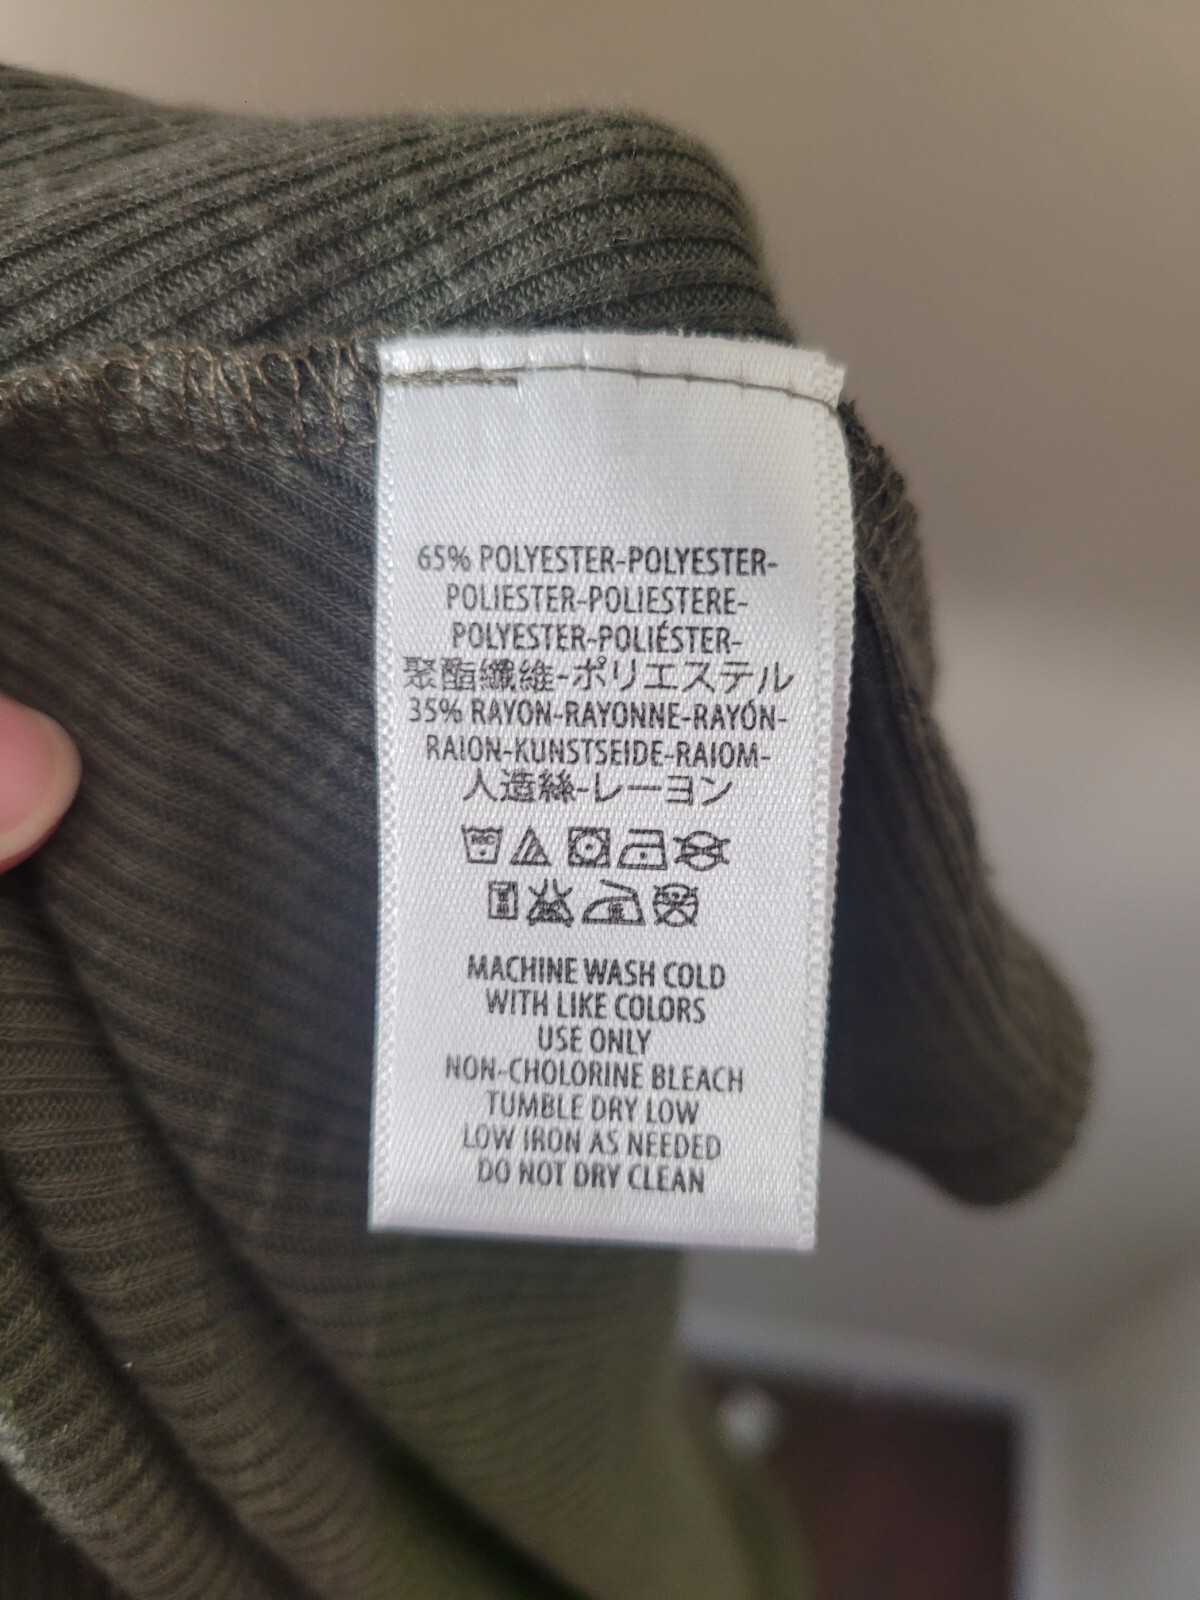 65% POLYESTER-POLYESTER-
POLIESTER-POLIESTERE-
POLYESTER-POLIÉSTER-
聚酯纖維-ポリエステル
35% RAYON-RAYONNE-RAYÓN-
RAION-KUNSTSEIDE-RAIOM-
人造絲-レーヨン
MACHINE WASH COLD
WITH LIKE COLORS
USE ONLY
NON-CHOLORINE BLEACH
TUMBLE DRY LOW
LOW IRON AS NEEDED
DO NOT DRY CLEAN